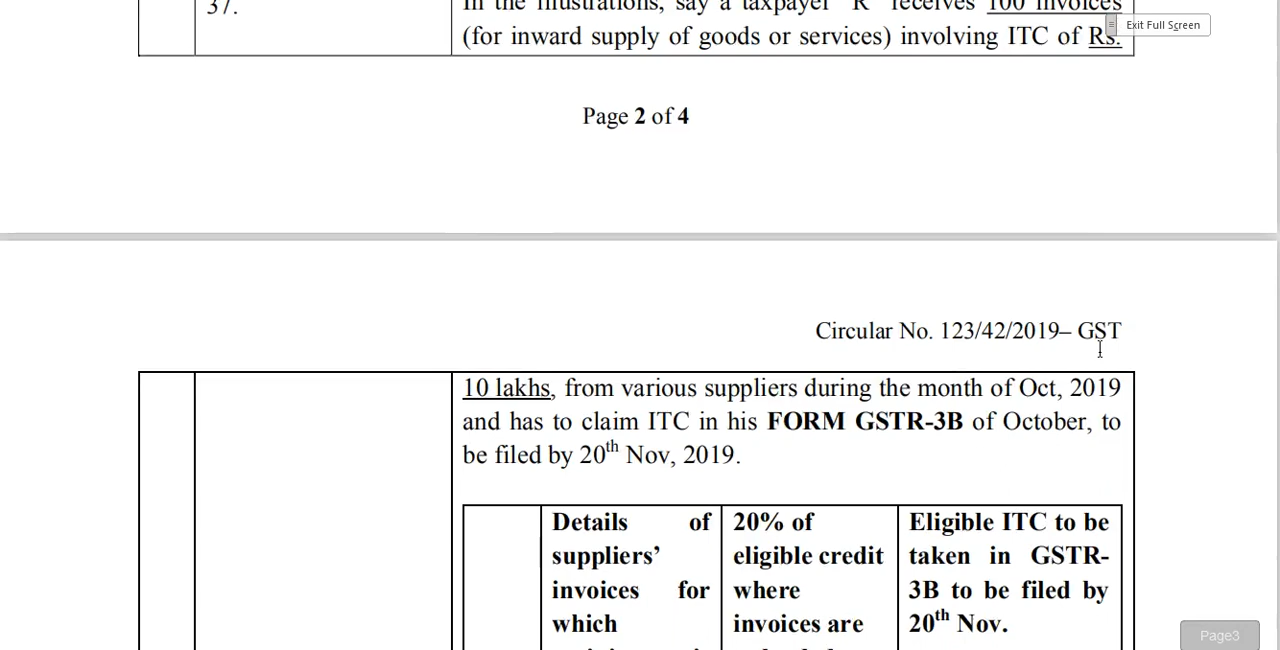 37.
In the illustrations, say a taxpayer "R" receives 100 invoices
(for inward supply of goods or services) involving ITC of Rs.
Exit Full Screen
Page 2 of 4
Circular No. 123/42/2019– GST
10 lakhs, from various suppliers during the month of Oct, 2019
and has to claim ITC in his FORM GSTR-3B of October, to
be filed by 20th Nov, 2019.
Details of
suppliers’
invoices for
which
20% of
eligible credit
where
invoices are
Eligible ITC to be
taken in GSTR-
3B to be filed by
20th Nov.
Page3